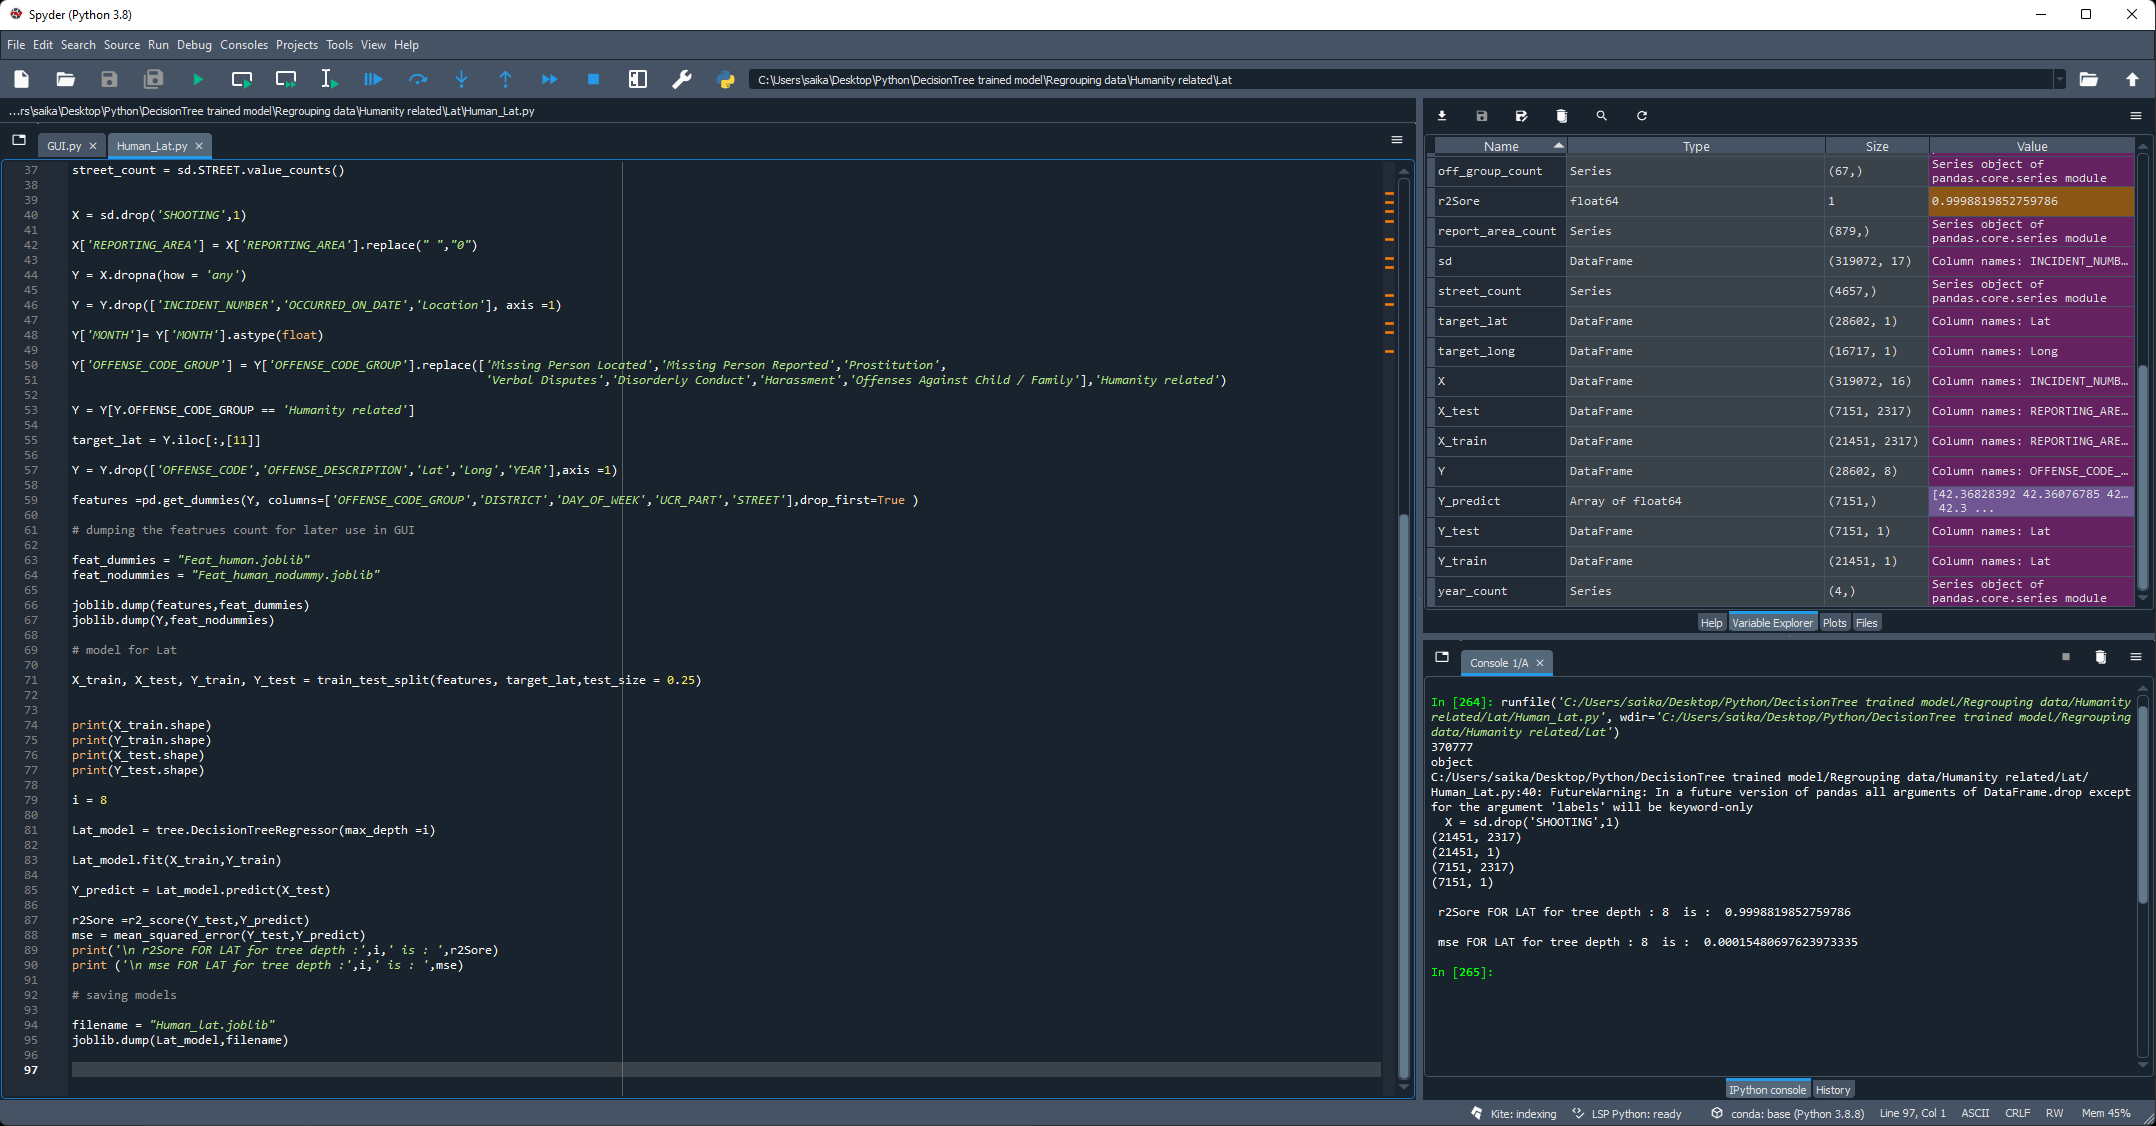 Spyder (Python 3.8)
File Edit Search Source Run Debug Consoles Projects Tools View Help
C:\Users\saika\Desktop\Python\DecisionTree trained model\Regrouping data\Humanity related\Lat
...rs\saika\Desktop\Python\DecisionTree trained model\Regrouping data\Humanity related\Lat\Human_Lat.py
GUI.py Human_Lat.py
37 street_count = sd.STREET.value_counts()
38
39
40 X = sd.drop('SHOOTING',1)
41
42 X['REPORTING_AREA'] = X['REPORTING_AREA'].replace(" ","0")
43
44 Y = X.dropna(how = 'any')
45
46 Y = Y.drop(['INCIDENT_NUMBER','OCCURRED_ON_DATE','Location'], axis =1)
47
48 Y['MONTH']= Y['MONTH'].astype(float)
49
50 Y['OFFENSE_CODE_GROUP'] = Y['OFFENSE_CODE_GROUP'].replace(['Missing Person Located','Missing Person Reported','Prostitution',
51 'Verbal Disputes','Disorderly Conduct','Harassment','Offenses Against Child / Family'],'Humanity related')
52
53 Y = Y[Y.OFFENSE_CODE_GROUP == 'Humanity related']
54
55 target_lat = Y.iloc[:,[11]]
56
57 Y = Y.drop(['OFFENSE_CODE','OFFENSE_DESCRIPTION','Lat','Long','YEAR'],axis =1)
58
59 features =pd.get_dummies(Y, columns=['OFFENSE_CODE_GROUP','DISTRICT','DAY_OF_WEEK','UCR_PART','STREET'],drop_first=True )
60
61 # dumping the featrues count for later use in GUI
62
63 feat_dummies = "Feat_human.joblib"
64 feat_nodummies = "Feat_human_nodummy.joblib"
65
66 joblib.dump(features,feat_dummies)
67 joblib.dump(Y,feat_nodummies)
68
69 # model for Lat
70
71 X_train, X_test, Y_train, Y_test = train_test_split(features, target_lat,test_size = 0.25)
72
73
74 print(X_train.shape)
75 print(Y_train.shape)
76 print(X_test.shape)
77 print(Y_test.shape)
78
79 i = 8
80
81 Lat_model = tree.DecisionTreeRegressor(max_depth =i)
82
83 Lat_model.fit(X_train,Y_train)
84
85 Y_predict = Lat_model.predict(X_test)
86
87 r2Sore =r2_score(Y_test,Y_predict)
88 mse = mean_squared_error(Y_test,Y_predict)
89 print('\n r2Sore FOR LAT for tree depth :',i,' is : ',r2Sore)
90 print ('\n mse FOR LAT for tree depth :',i,' is : ',mse)
91
92 # saving models
93
94 filename = "Human_lat.joblib"
95 joblib.dump(Lat_model,filename)
96
97
Name Type Size Value
off_group_count Series (67,) Series object of
pandas.core.series module
r2Sore float64 1 0.9998819852759786
report_area_count Series (879,) Series object of
pandas.core.series module
sd DataFrame (319072, 17) Column names: INCIDENT_NUMB...
street_count Series (4657,) Series object of
pandas.core.series module
target_lat DataFrame (28602, 1) Column names: Lat
target_long DataFrame (16717, 1) Column names: Long
X DataFrame (319072, 16) Column names: INCIDENT_NUMB...
X_test DataFrame (7151, 2317) Column names: REPORTING_ARE...
X_train DataFrame (21451, 2317) Column names: REPORTING_ARE...
Y DataFrame (28602, 8) Column names: OFFENSE_CODE_...
Y_predict Array of float64 (7151,) [42.36828392 42.36076785 42...
42.3 ...
Y_test DataFrame (7151, 1) Column names: Lat
Y_train DataFrame (21451, 1) Column names: Lat
year_count Series (4,) Series object of
pandas.core.series module
Help Variable Explorer Plots Files
Console 1/A
In [264]: runfile('C:/Users/saika/Desktop/Python/DecisionTree trained model/Regrouping data/Humanity
related/Lat/Human_Lat.py', wdir='C:/Users/saika/Desktop/Python/DecisionTree trained model/Regrouping
data/Humanity related/Lat')
370777
object
C:/Users/saika/Desktop/Python/DecisionTree trained model/Regrouping data/Humanity related/Lat/
Human_Lat.py:40: FutureWarning: In a future version of pandas all arguments of DataFrame.drop except
for the argument 'labels' will be keyword-only
X = sd.drop('SHOOTING',1)
(21451, 2317)
(21451, 1)
(7151, 2317)
(7151, 1)
r2Sore FOR LAT for tree depth : 8 is : 0.9998819852759786
mse FOR LAT for tree depth : 8 is : 0.00015480697623973335
In [265]:
IPython console History
Kite: indexing LSP Python: ready conda: base (Python 3.8.8) Line 97, Col 1 ASCII CRLF RW Mem 45%